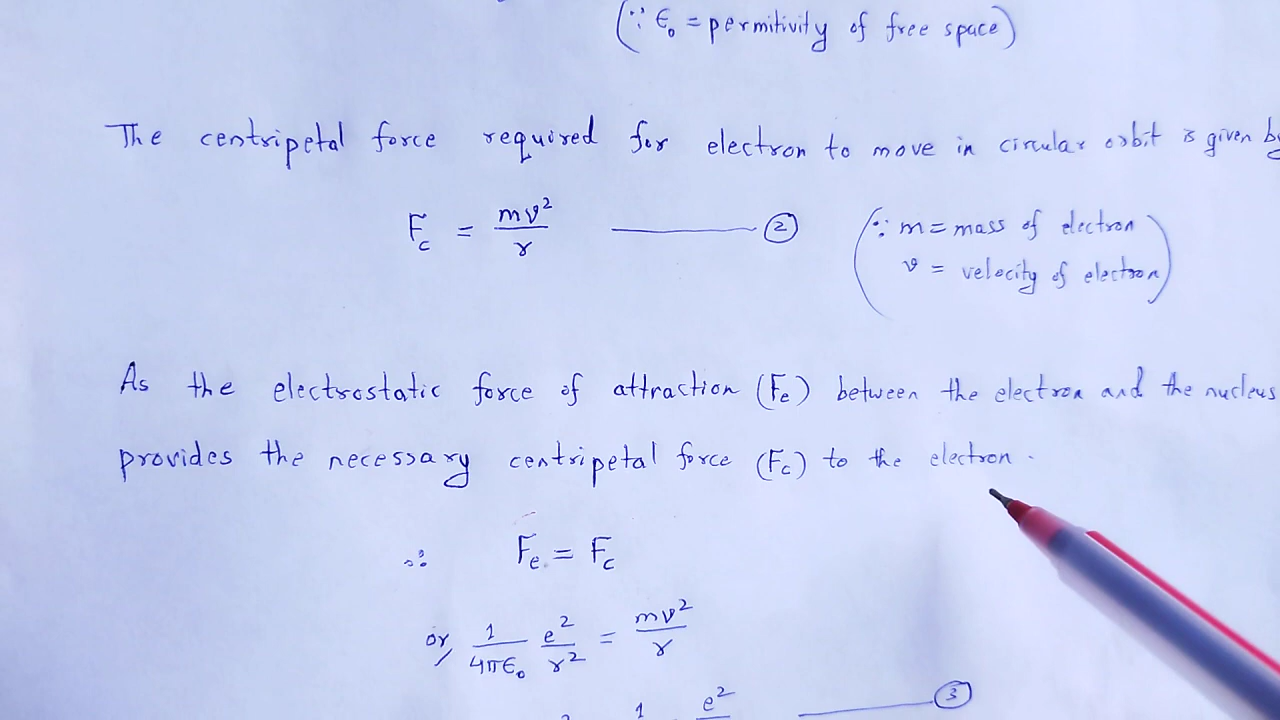 (∵ ε₀ = permitivity of free space)
The centripetal force required for electron to move in circular orbit is given by
F_c = mv²/r ——— ②
(∵ m = mass of electron
v = velocity of electron)
As the electrostatic force of attraction (F_e) between the electron and the nucleus
provides the necessary centripetal force (F_c) to the electron.
∴ F_e = F_c
or, 1/4πε₀ e²/r² = mv²/r
1 e² ——— ③